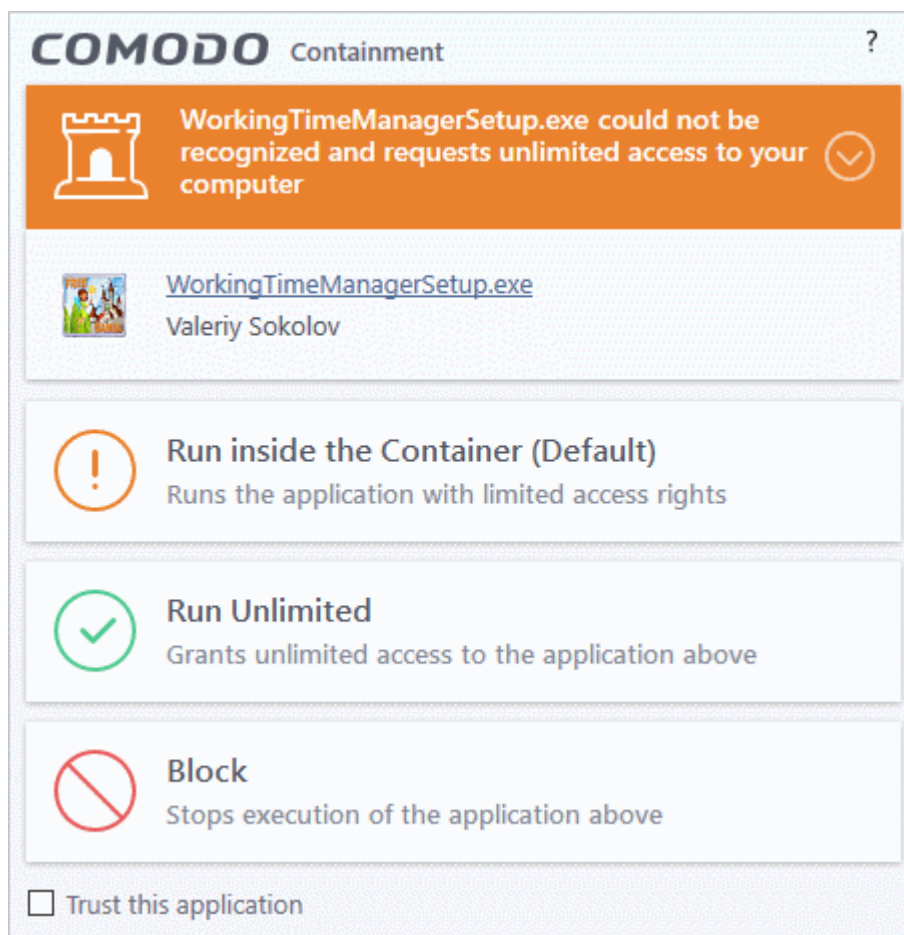 COMODO Containment ?
WorkingTimeManagerSetup.exe could not be
recognized and requests unlimited access to your
computer
FREE
GAMES
WorkingTimeManagerSetup.exe
Valeriy Sokolov
Run inside the Container (Default)
Runs the application with limited access rights
Run Unlimited
Grants unlimited access to the application above
Block
Stops execution of the application above
Trust this application